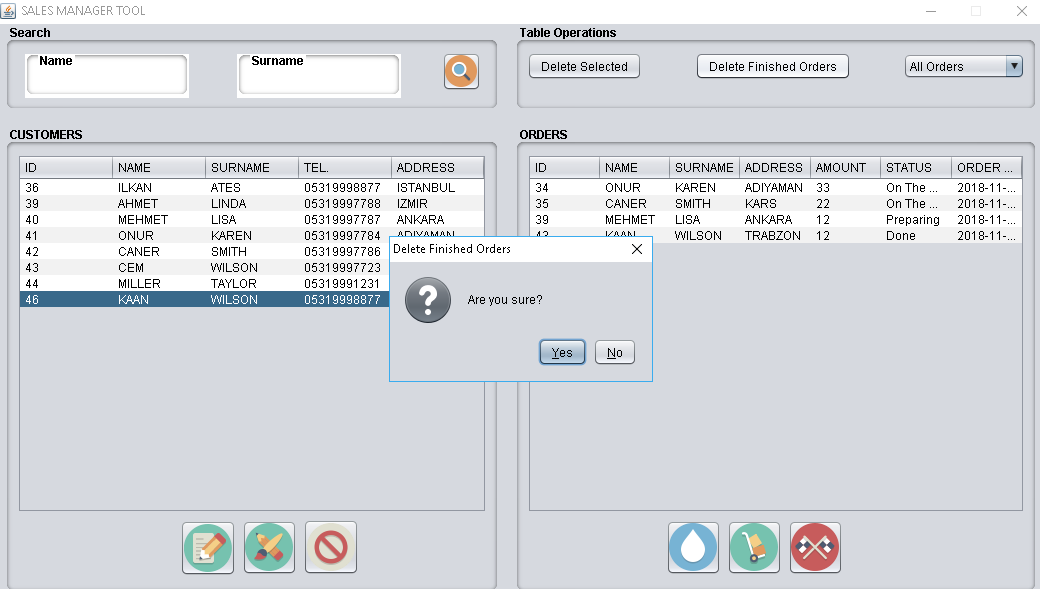 SALES MANAGER TOOL
Search
Name Surname
Table Operations
Delete Selected Delete Finished Orders All Orders
CUSTOMERS
ID NAME SURNAME TEL. ADDRESS
36 ILKAN ATES 05319998877 ISTANBUL
39 AHMET LINDA 05319997788 IZMIR
40 MEHMET LISA 05319997787 ANKARA
41 ONUR KAREN 05319997784 ADIYAMAN
42 CANER SMITH 05319997786
43 CEM WILSON 05319997723
44 MILLER TAYLOR 05319991231
46 KAAN WILSON 05319998877
ORDERS
ID NAME SURNAME ADDRESS AMOUNT STATUS ORDER ...
34 ONUR KAREN ADIYAMAN 33 On The ... 2018-11-...
35 CANER SMITH KARS 22 On The ... 2018-11-...
39 MEHMET LISA ANKARA 12 Preparing 2018-11-...
43 KAAN WILSON TRABZON 12 Done 2018-11-...
Delete Finished Orders
Are you sure?
Yes No